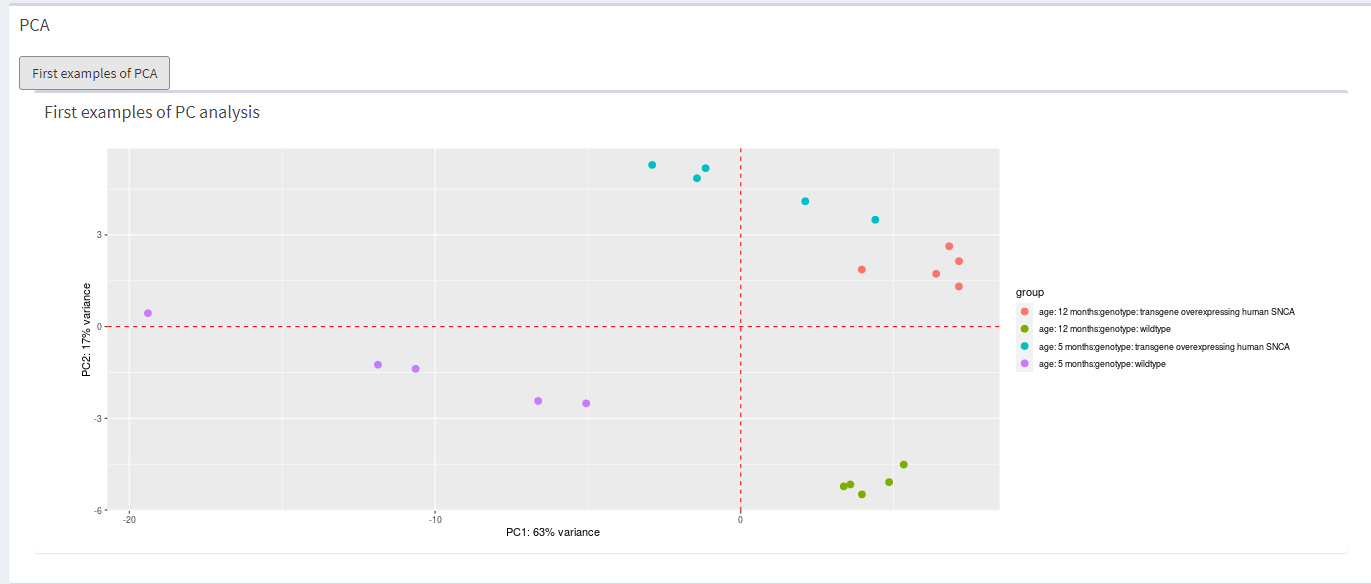 PCA
First examples of PCA
First examples of PC analysis
PC2: 17% variance
3
0
-3
-6
-20
-10
0
PC1: 63% variance
group
age: 12 months:genotype: transgene overexpressing human SNCA
age: 12 months:genotype: wildtype
age: 5 months:genotype: transgene overexpressing human SNCA
age: 5 months:genotype: wildtype